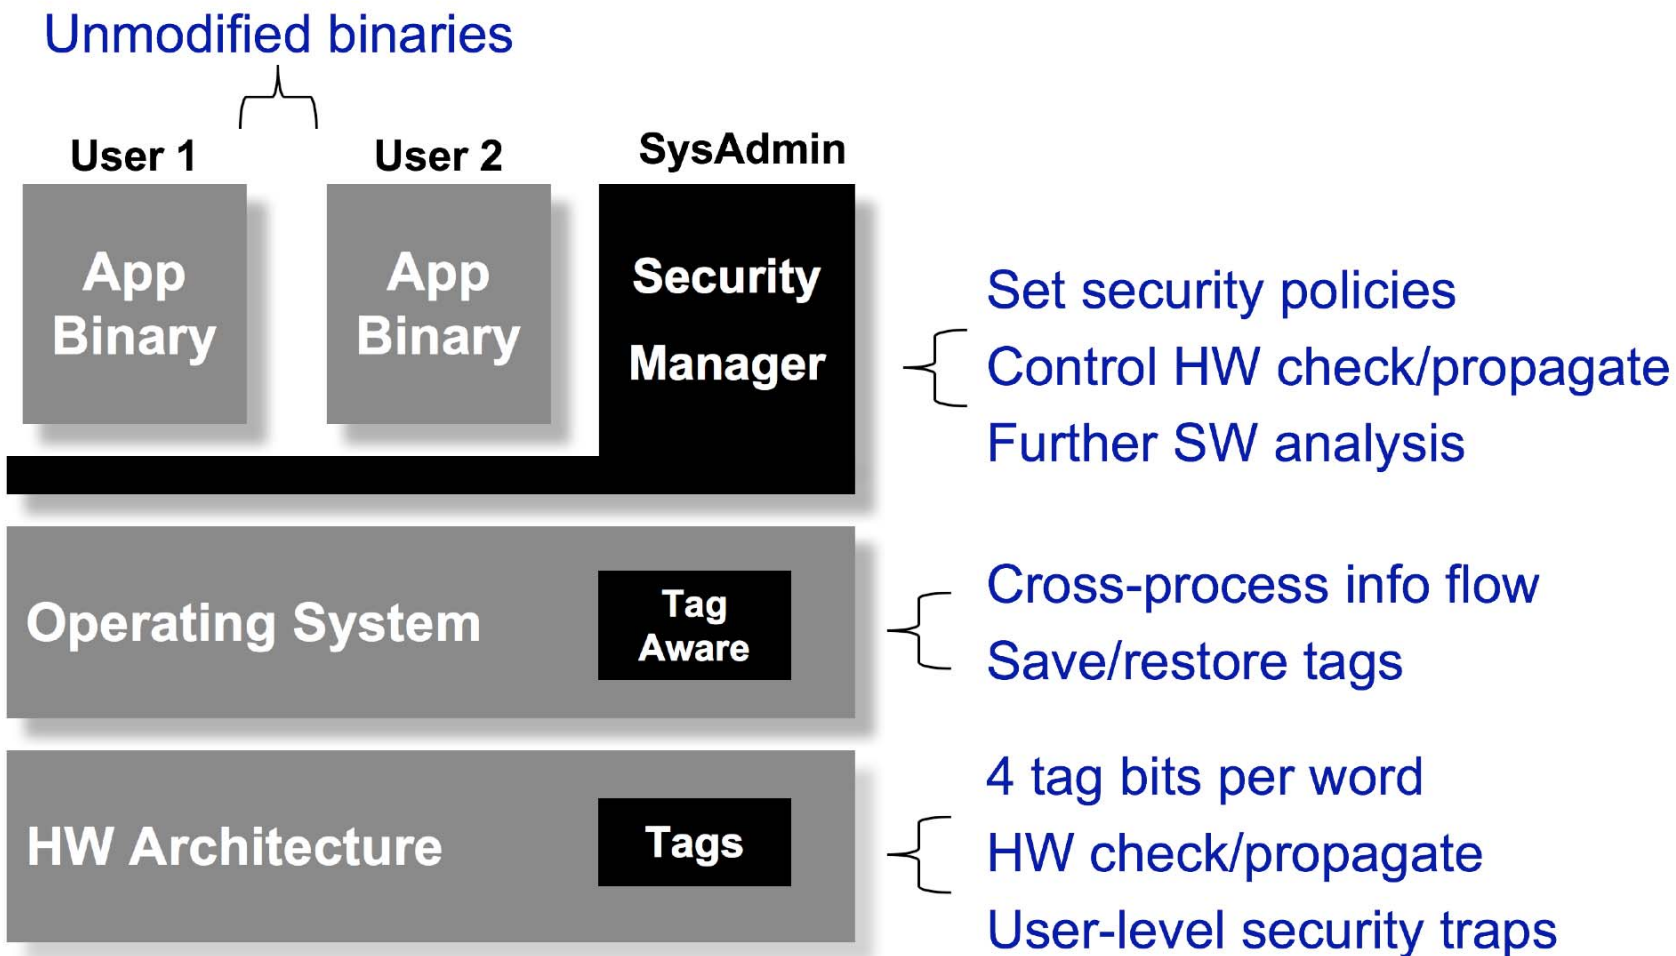 Unmodified binaries
User 1
User 2
SysAdmin
App
Binary
App
Binary
Security
Manager
Set security policies
Control HW check/propagate
Further SW analysis
Operating System
Tag
Aware
Cross-process info flow
Save/restore tags
HW Architecture
Tags
4 tag bits per word
HW check/propagate
User-level security traps